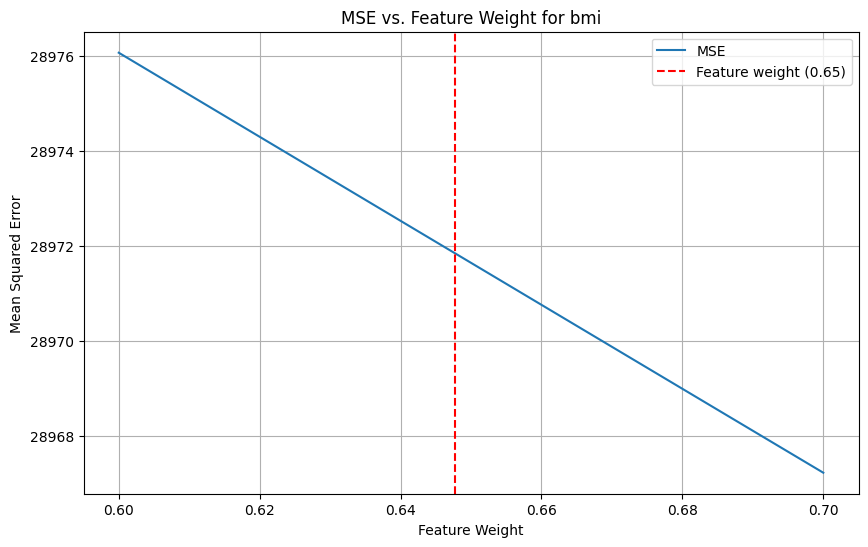 MSE vs. Feature Weight for bmi
MSE
Feature weight (0.65)
Mean Squared Error
28976
28974
28972
28970
28968
0.60 0.62 0.64 0.66 0.68 0.70
Feature Weight